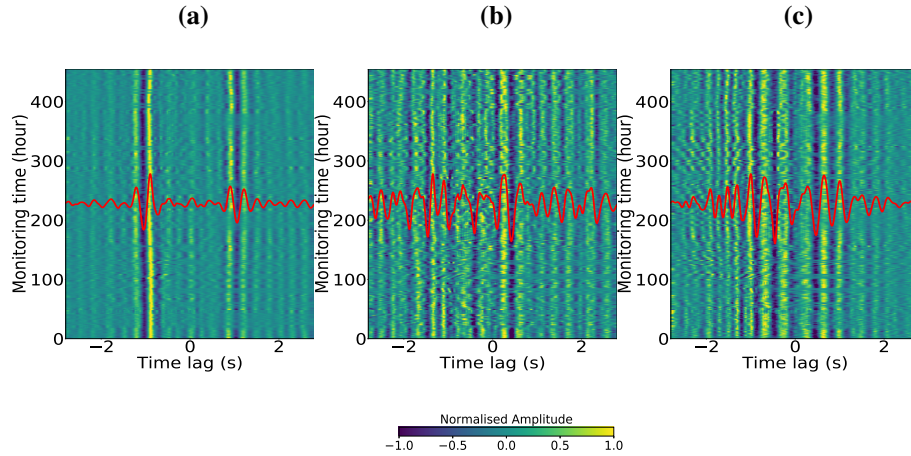 (a) (b) (c)
Monitoring time (hour) Monitoring time (hour) Monitoring time (hour)
400 400 400
300 300 300
200 200 200
100 100 100
0 0 0
−2 0 2 −2 0 2 −2 0 2
Time lag (s) Time lag (s) Time lag (s)
Normalised Amplitude
−1.0 −0.5 0.0 0.5 1.0